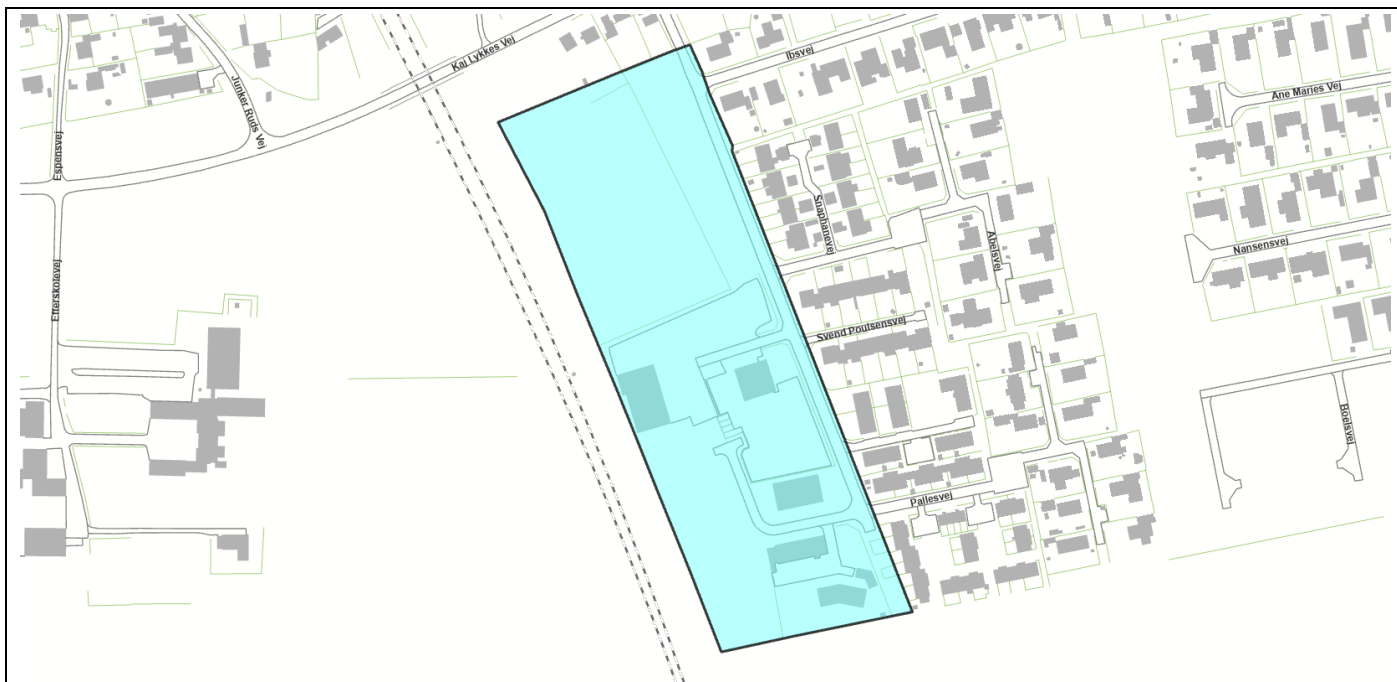 Kaj Lykkes Vej
Ibsvej
Junker Ruds Vej
Ane Maries Vej
Espensvej
Snaphanevej
Abelsvej
Nansensvej
Efterskolevej
Svend Poulsensvej
Boelsvej
Pallesvej